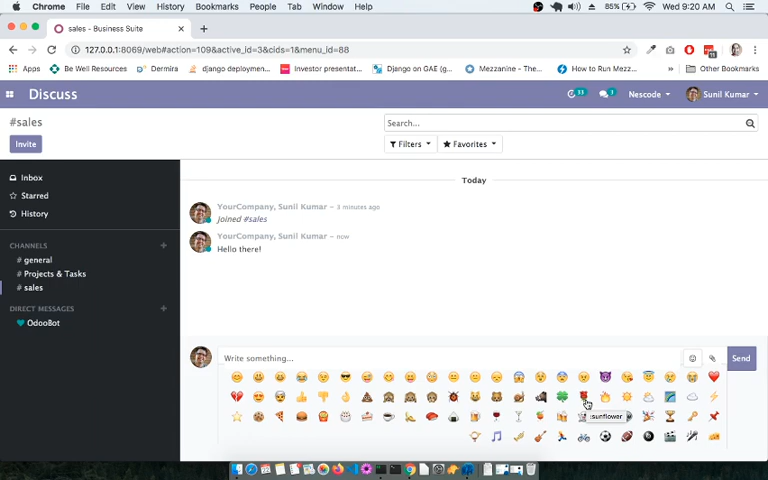 Chrome File Edit View History Bookmarks People Tab Window Help 85% Wed 9:20 AM
sales - Business Suite
127.0.0.1:8069/web#action=109&active_id=3&cids=1&menu_id=88
Apps Be Well Resources Dermira django deploymen... Investor presentat... Django on GAE (g... Mezzanine - The... How to Run Mezz... » Other Bookmarks
Discuss 33 1 Nescode Sunil Kumar
#sales
Search...
Invite
Filters Favorites
Inbox
Starred
History
CHANNELS
# general
# Projects & Tasks
# sales
DIRECT MESSAGES
OdooBot
Today
YourCompany, Sunil Kumar – 3 minutes ago
Joined #sales
YourCompany, Sunil Kumar – now
Hello there!
Write something...
Send
:sunflower